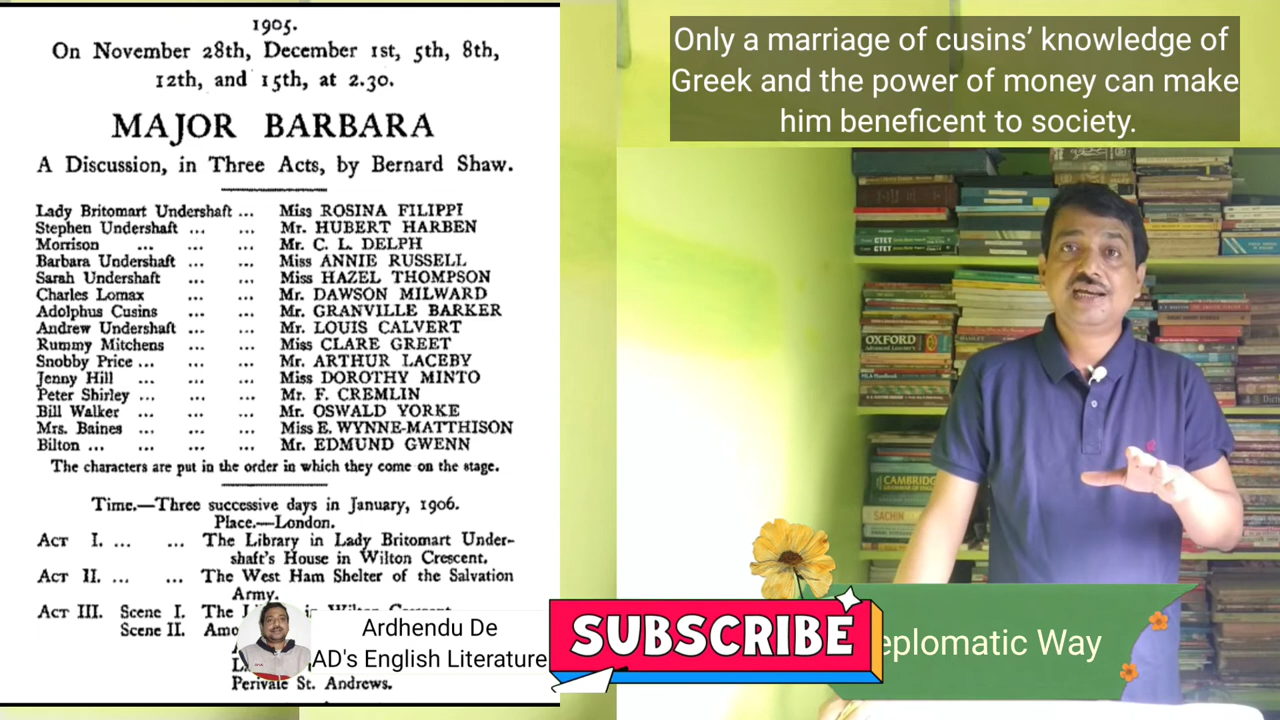 1905.
On November 28th, December 1st, 5th, 8th,
12th, and 15th, at 2.30.
MAJOR BARBARA
A Discussion, in Three Acts, by Bernard Shaw.
Lady Britomart Undershaft ... Miss ROSINA FILIPPI
Stephen Undershaft ... ... Mr. HUBERT HARBEN
Morrison ... ... ... Mr. C. L. DELPH
Barbara Undershaft ... ... Miss ANNIE RUSSELL
Sarah Undershaft ... ... Miss HAZEL THOMPSON
Charles Lomax ... ... Mr. DAWSON MILWARD
Adolphus Cusins ... ... Mr. GRANVILLE BARKER
Andrew Undershaft ... ... Mr. LOUIS CALVERT
Rummy Mitchens ... ... Miss CLARE GREET
Snobby Price ... ... ... Mr. ARTHUR LACEBY
Jenny Hill ... ... ... Miss DOROTHY MINTO
Peter Shirley ... ... ... Mr. F. CREMLIN
Bill Walker ... ... ... Mr. OSWALD YORKE
Mrs. Baines ... ... ... Miss E. WYNNE-MATTHISON
Bilton ... ... ... ... Mr. EDMUND GWENN
The characters are put in the order in which they come on the stage.
Time.—Three successive days in January, 1906.
Place.—London.
ACT I. ... ... The Library in Lady Britomart Under-
shaft's House in Wilton Crescent.
ACT II. ... ... The West Ham Shelter of the Salvation
Army.
ACT III. Scene I. The
Scene II.
Perivale St. Andrews.
Ardhendu De
AD's English Literature
Only a marriage of cusins’ knowledge of
Greek and the power of money can make
him beneficent to society.
CTET
CTET
OXFORD
HAMLET
CAMBRIDGE
SACHIN
SUBSCRIBE
eplomatic Way